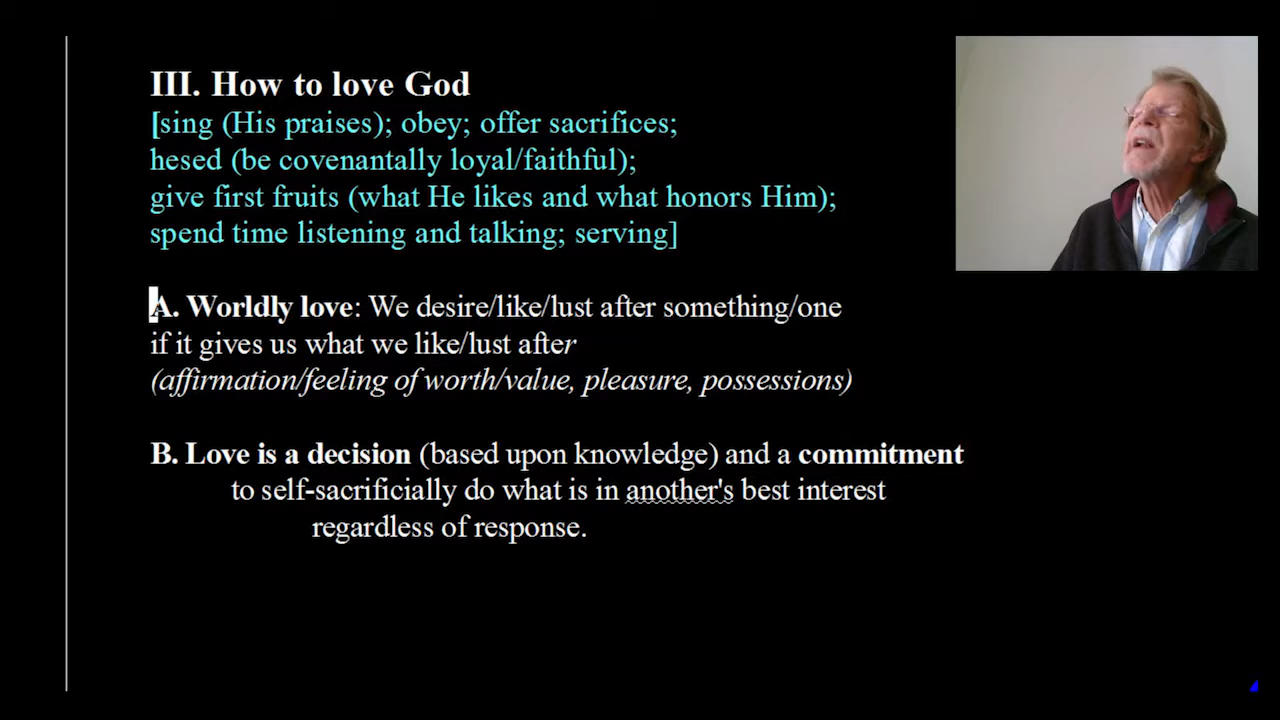 III. How to love God
[sing (His praises); obey; offer sacrifices;
hesed (be covenantally loyal/faithful);
give first fruits (what He likes and what honors Him);
spend time listening and talking; serving]
A. Worldly love: We desire/like/lust after something/one
if it gives us what we like/lust after
(affirmation/feeling of worth/value, pleasure, possessions)
B. Love is a decision (based upon knowledge) and a commitment
to self-sacrificially do what is in another's best interest
regardless of response.